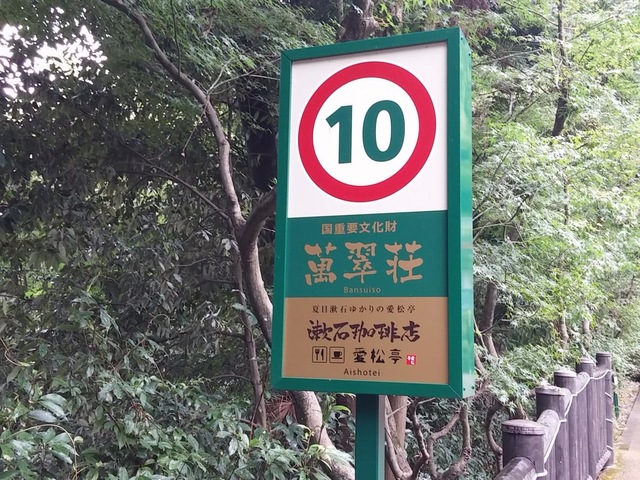 10
国重要文化財
萬翠荘
Bansuiso
夏目漱石ゆかりの愛松亭
漱石珈琲店
愛松亭
Aishotei